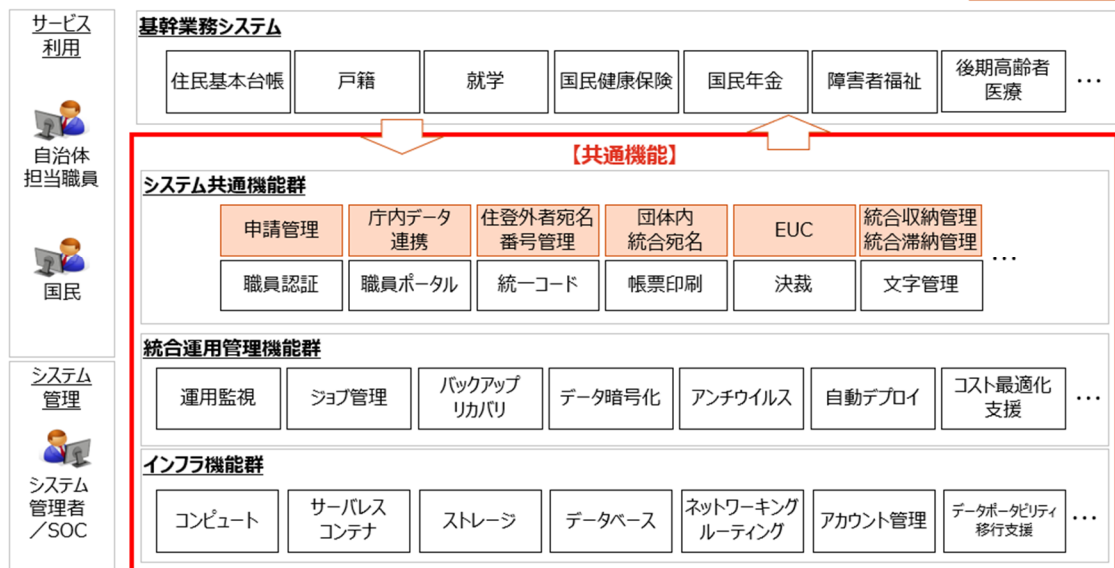 サービス
利用
自治体
担当職員
国民
システム
管理
システム
管理者
／SOC
基幹業務システム
住民基本台帳
戸籍
就学
国民健康保険
国民年金
障害者福祉
後期高齢者
医療
…
【共通機能】
システム共通機能群
申請管理
庁内データ
連携
住登外者宛名
番号管理
団体内
統合宛名
EUC
統合収納管理
統合滞納管理
…
職員認証
職員ポータル
統一コード
帳票印刷
決裁
文字管理
統合運用管理機能群
運用監視
ジョブ管理
バックアップ
リカバリ
データ暗号化
アンチウイルス
自動デプロイ
コスト最適化
支援
…
インフラ機能群
コンピュート
サーバレス
コンテナ
ストレージ
データベース
ネットワーキング
ルーティング
アカウント管理
データポータビリティ
移行支援
…